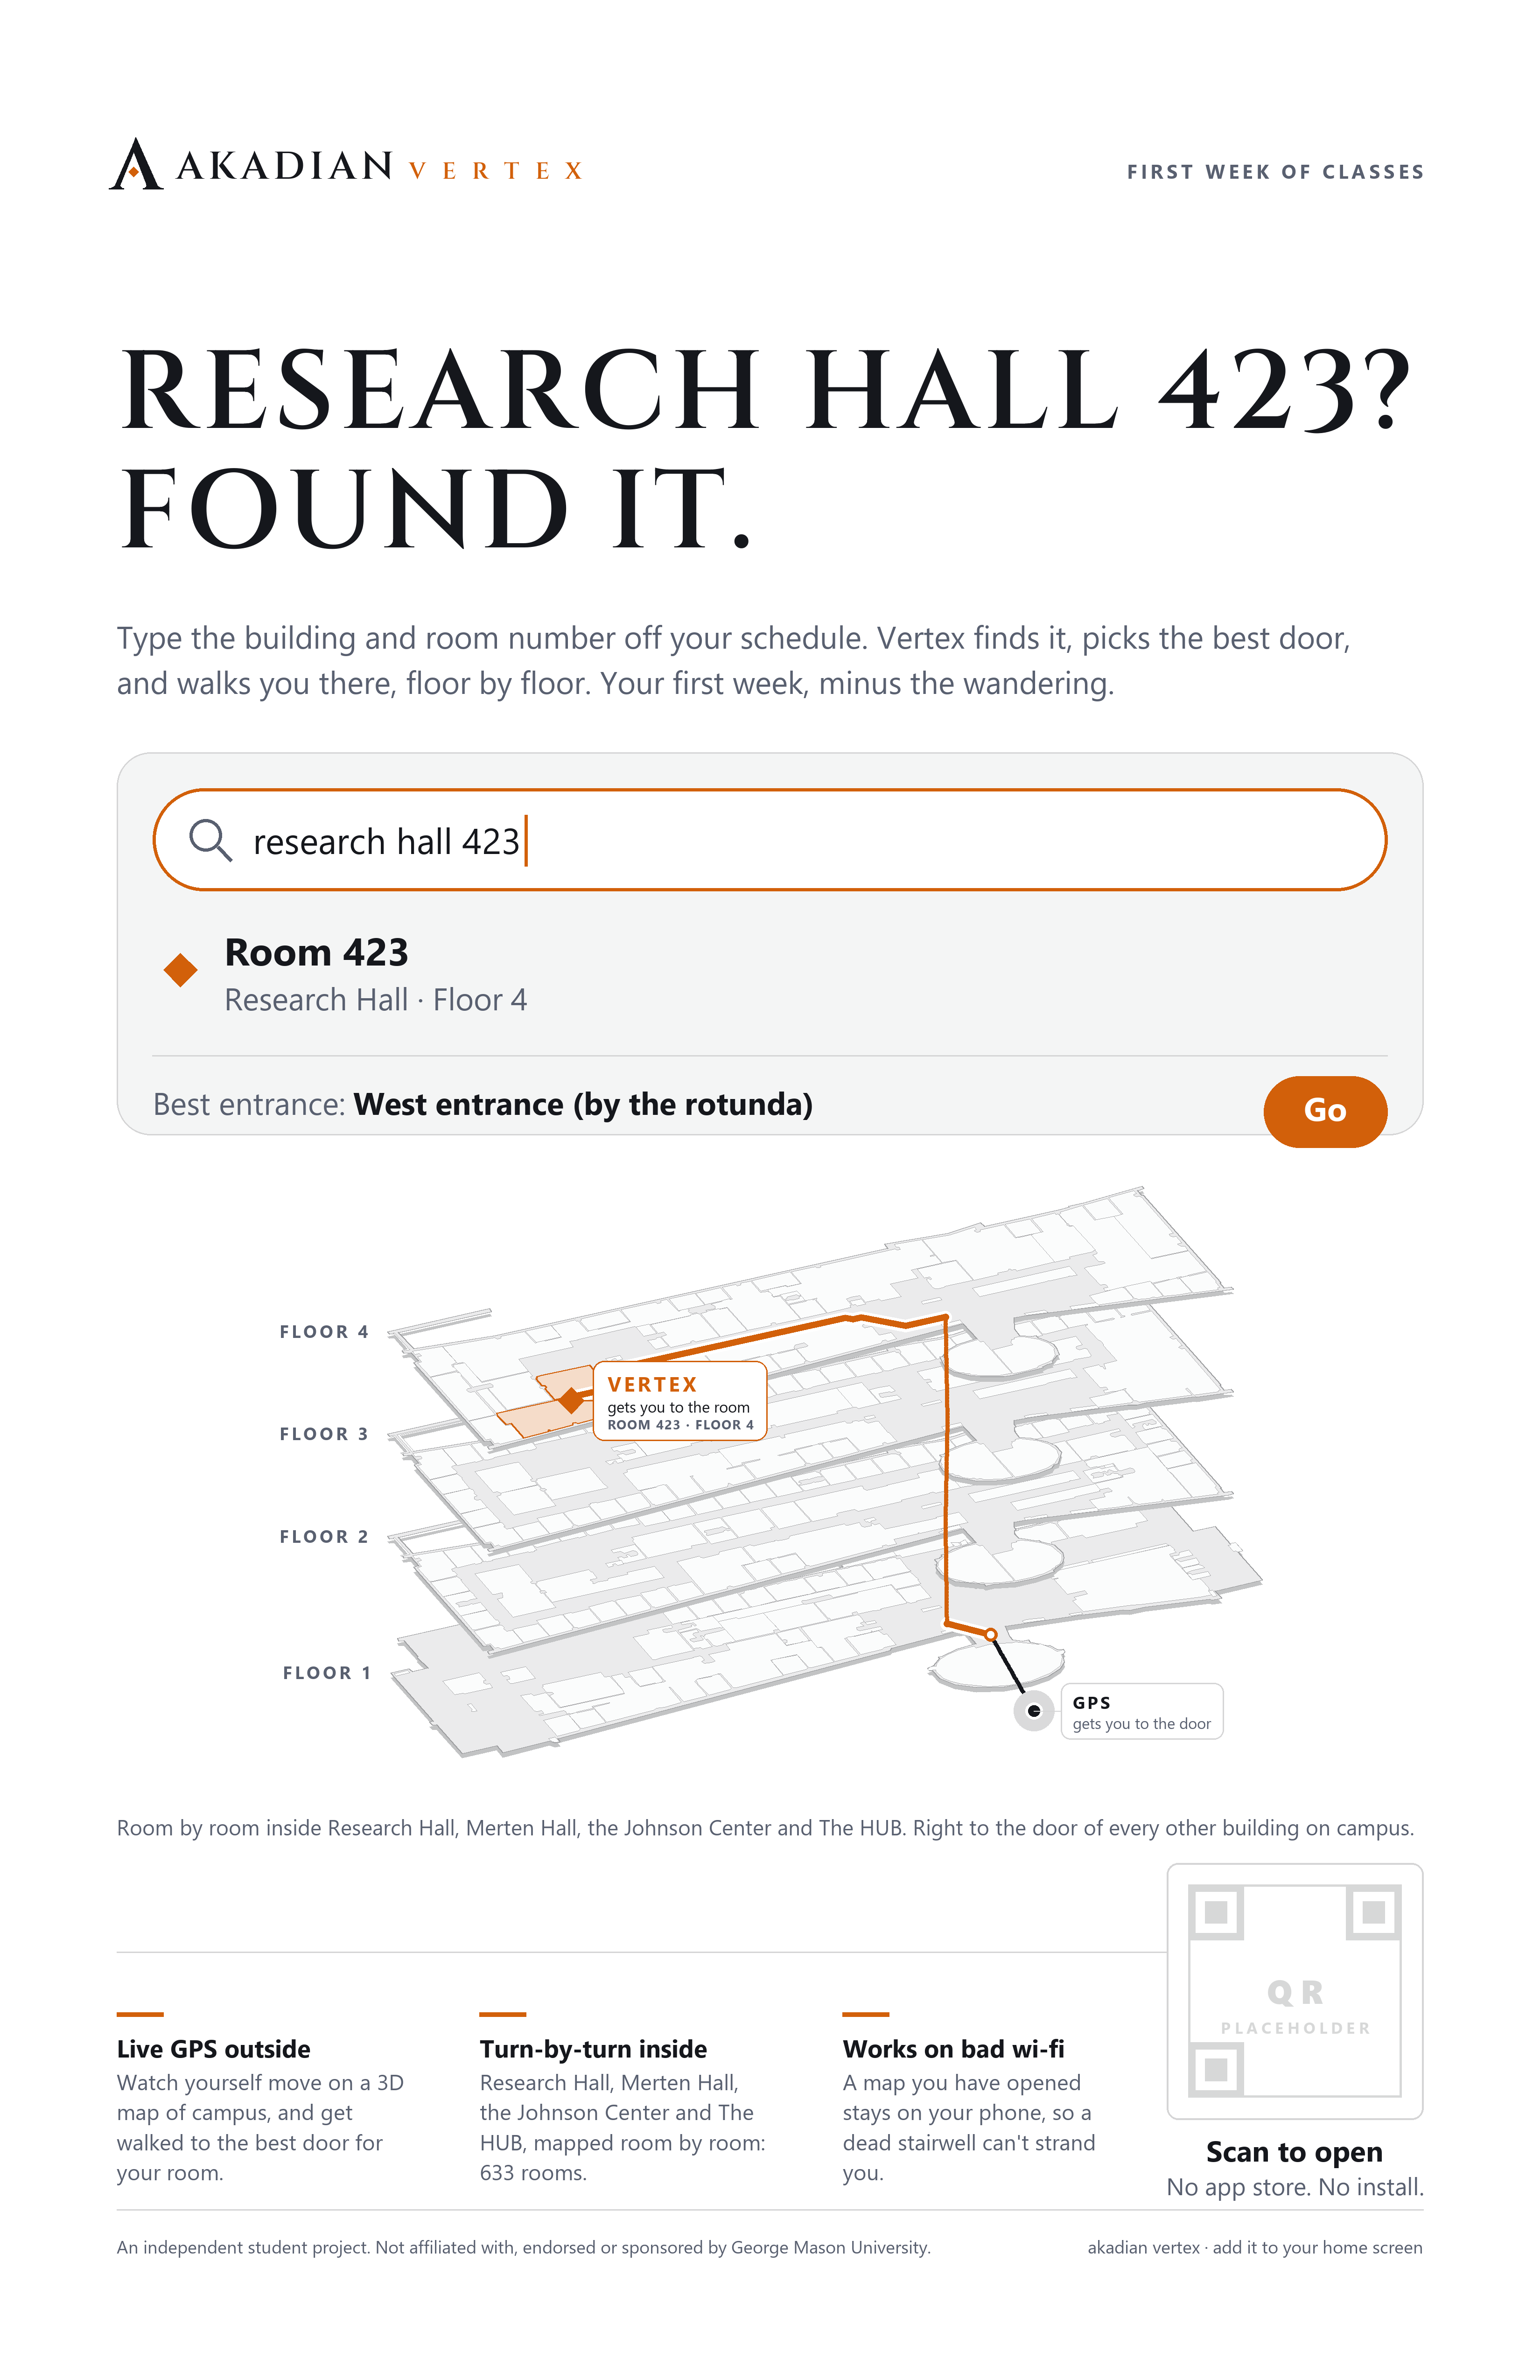 AKADIAN VERTEX
FIRST WEEK OF CLASSES
RESEARCH HALL 423?
FOUND IT.
Type the building and room number off your schedule. Vertex finds it, picks the best door,
and walks you there, floor by floor. Your first week, minus the wandering.
research hall 423
Room 423
Research Hall · Floor 4
Best entrance: West entrance (by the rotunda)
Go
FLOOR 4
VERTEX
gets you to the room
ROOM 423 · FLOOR 4
FLOOR 3
FLOOR 2
FLOOR 1
GPS
gets you to the door
Room by room inside Research Hall, Merten Hall, the Johnson Center and The HUB. Right to the door of every other building on campus.
QR
PLACEHOLDER
Live GPS outside
Watch yourself move on a 3D
map of campus, and get
walked to the best door for
your room.
Turn-by-turn inside
Research Hall, Merten Hall,
the Johnson Center and The
HUB, mapped room by room:
633 rooms.
Works on bad wi-fi
A map you have opened
stays on your phone, so a
dead stairwell can't strand
you.
Scan to open
No app store. No install.
An independent student project. Not affiliated with, endorsed or sponsored by George Mason University.
akadian vertex · add it to your home screen